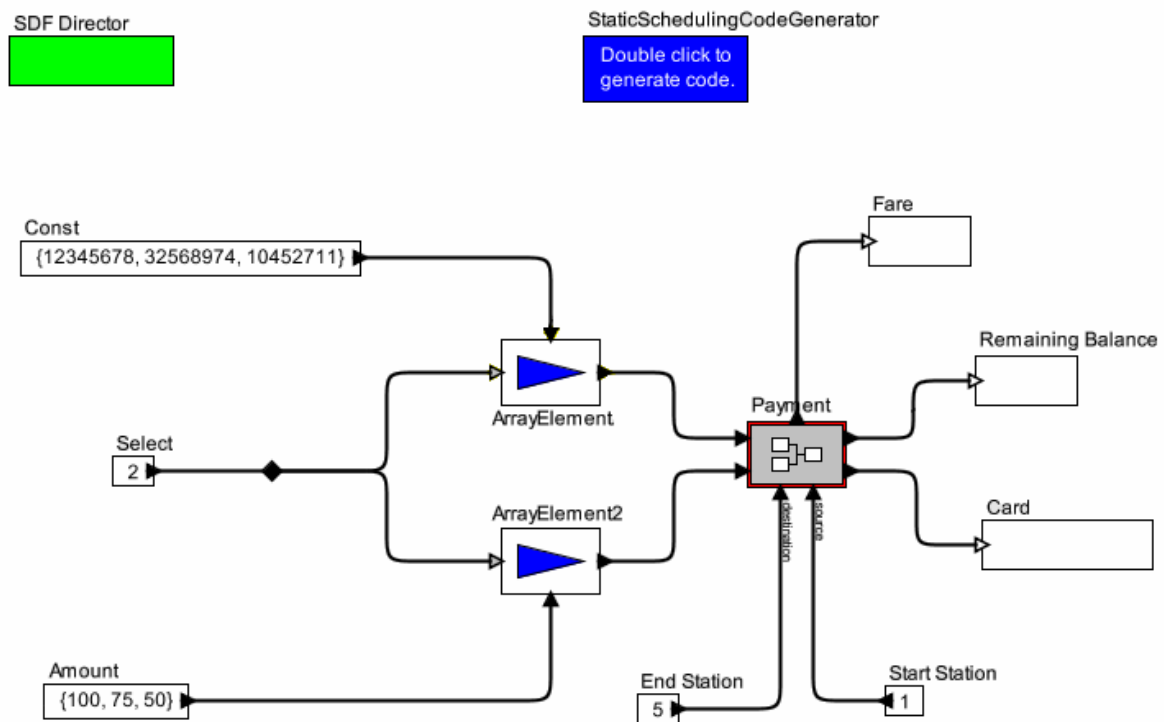 SDF Director
StaticSchedulingCodeGenerator
Double click to
generate code.
Fare
Const
{12345678, 32568974, 10452711}
Remaining Balance
ArrayElement
Payment
Select
2
ArrayElement2
destination
source
Card
Amount
{100, 75, 50}
End Station
5
Start Station
1